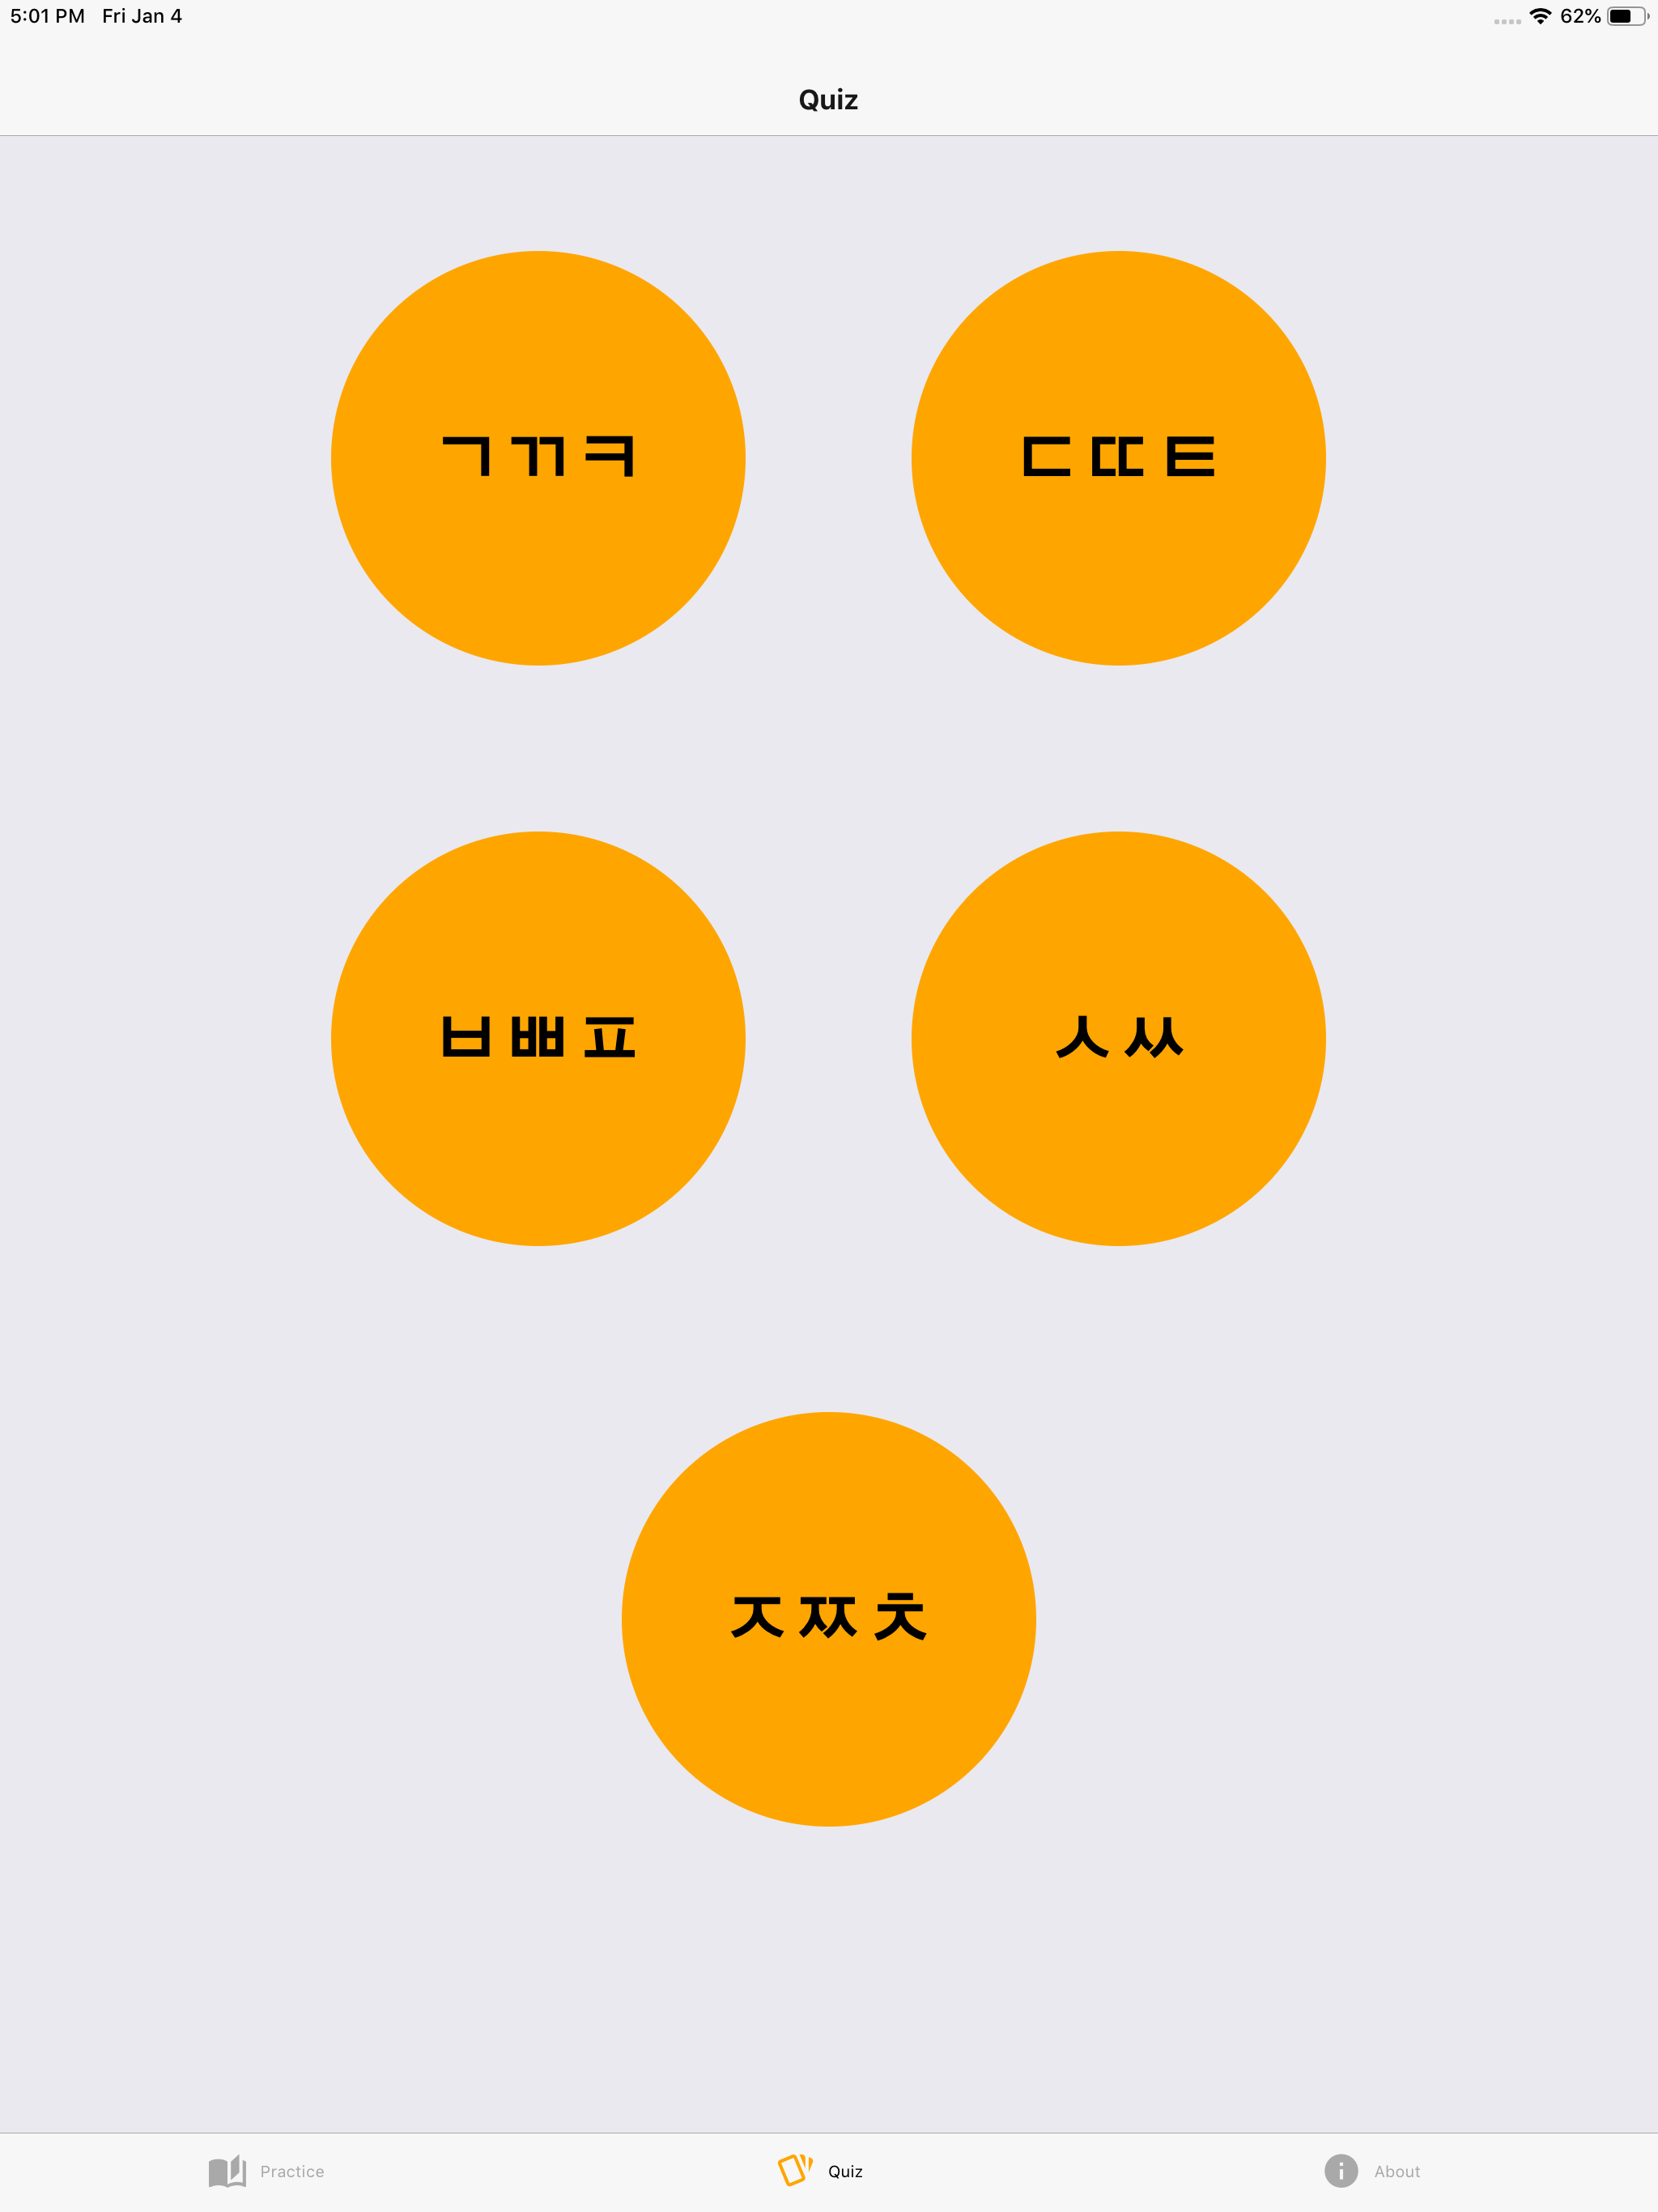 5:01 PM Fri Jan 4 62%
Quiz
ㄱ ㄲ ㅋ
ㄷ ㄸ ㅌ
ㅂ ㅃ ㅍ
ㅅ ㅆ
ㅈ ㅉ ㅊ
Practice
Quiz
About